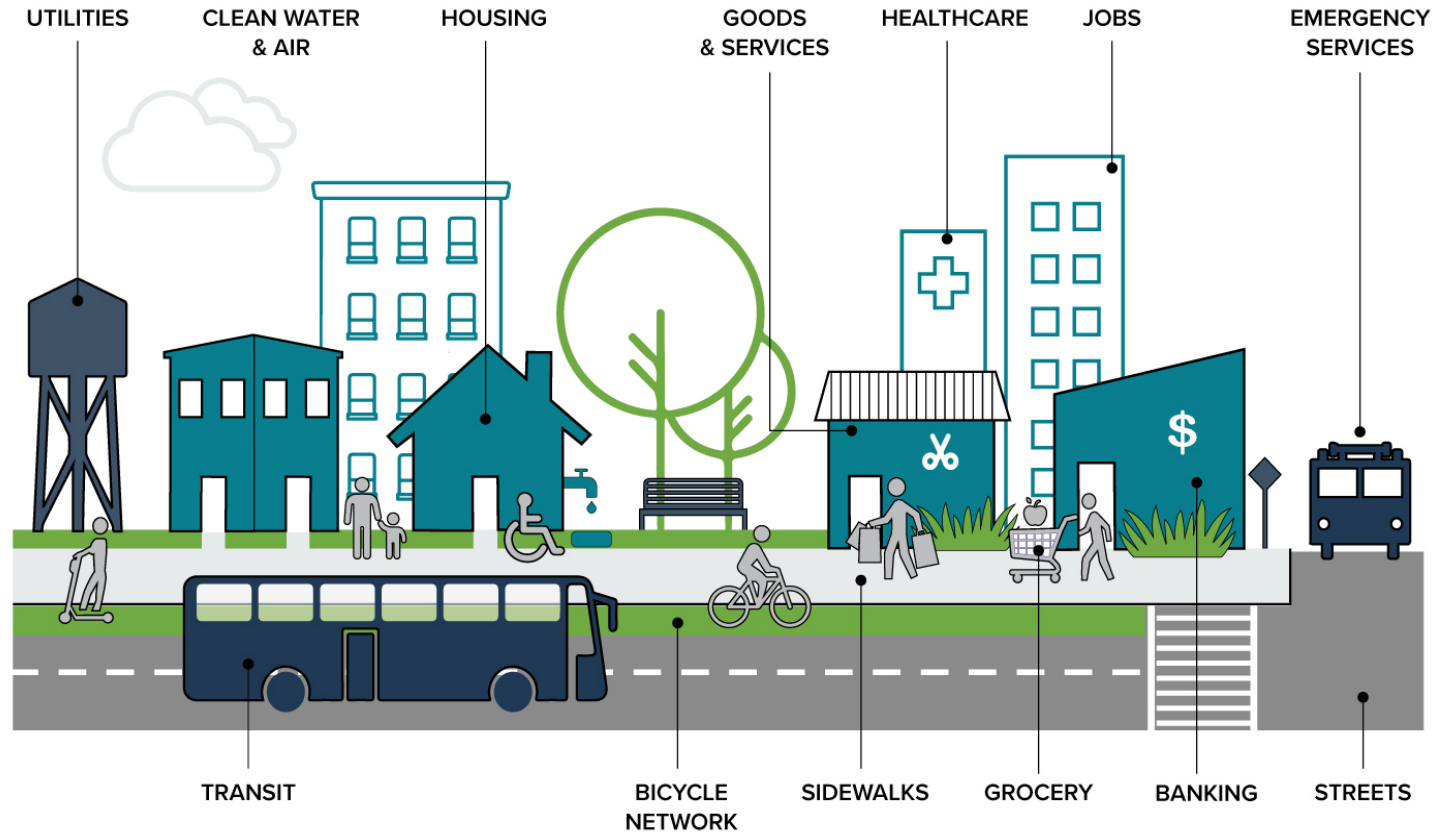 UTILITIES
CLEAN WATER
& AIR
HOUSING
GOODS
& SERVICES
HEALTHCARE
JOBS
EMERGENCY
SERVICES
$
TRANSIT
BICYCLE
NETWORK
SIDEWALKS
GROCERY
BANKING
STREETS